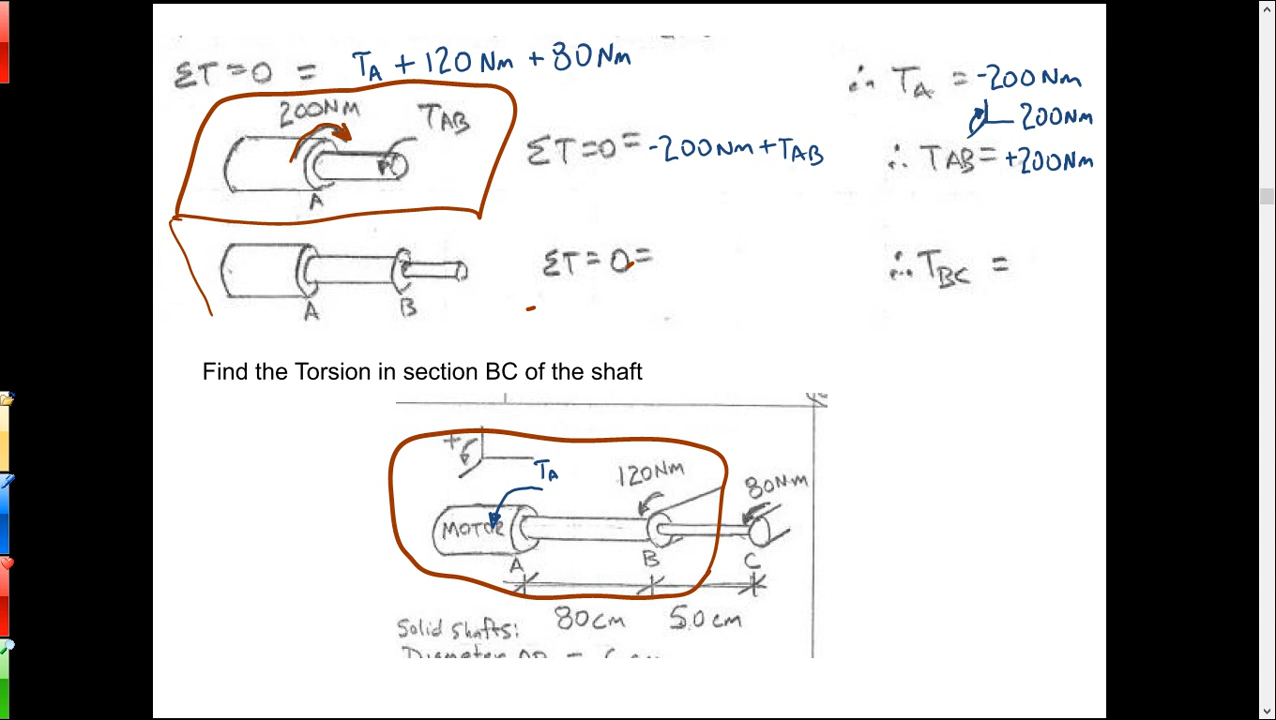 ΣT=0 = TA + 120 Nm + 80 Nm
∴ TA = -200 Nm
200 Nm
200 Nm TAB
ΣT=0= -200 Nm + TAB
∴ TAB = +200 Nm
A
ΣT=0=
∴ TBC =
A B
Find the Torsion in section BC of the shaft
+
TA
120 Nm
80 Nm
MOTOR
A B C
80 cm 50 cm
Solid shafts: